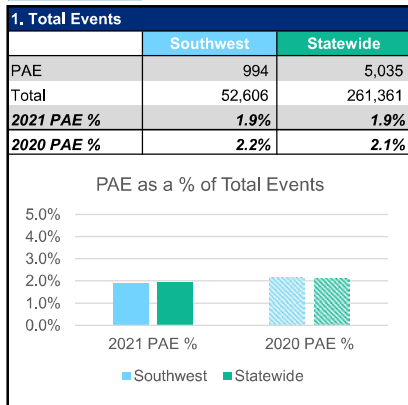 1. Total Events
Southwest Statewide
PAE 994 5,035
Total 52,606 261,361
2021 PAE % 1.9% 1.9%
2020 PAE % 2.2% 2.1%
PAE as a % of Total Events
5.0%
4.0%
3.0%
2.0%
1.0%
0.0%
2021 PAE % 2020 PAE %
Southwest Statewide